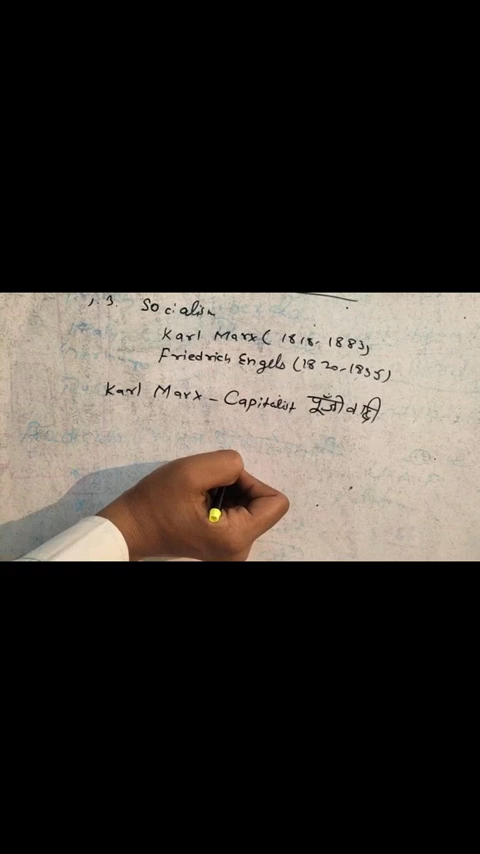 1.3. Socialism
Karl Marx ( 1818-1883)
Friedrich Engels (1820-1895)
Karl Marx - Capitalist पूँजीवादी